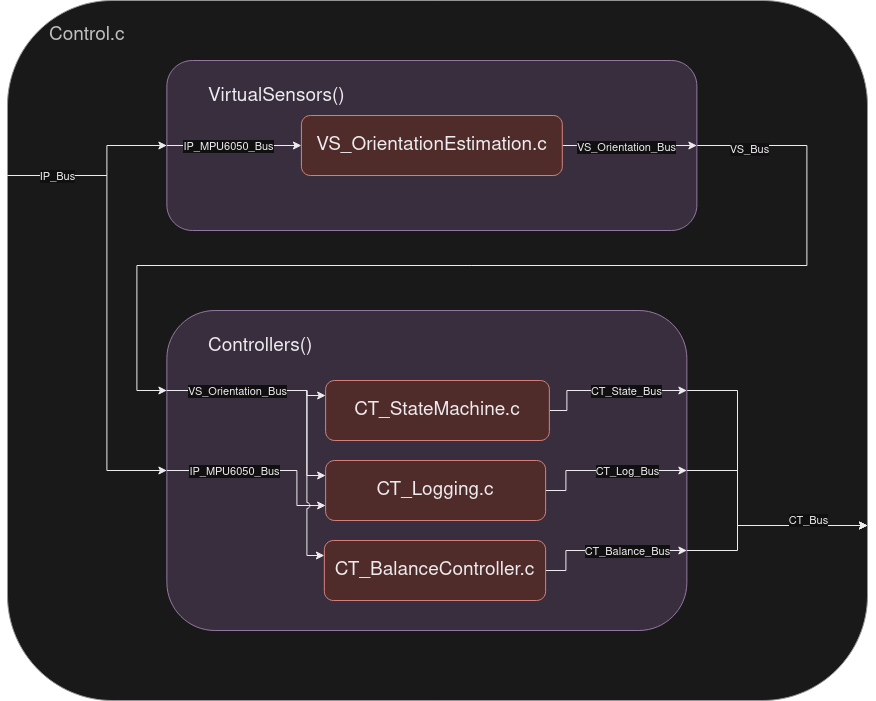 Control.c
VirtualSensors()
IP_MPU6050_Bus
VS_OrientationEstimation.c
VS_Orientation_Bus
VS_Bus
IP_Bus
Controllers()
VS_Orientation_Bus
CT_StateMachine.c
CT_State_Bus
IP_MPU6050_Bus
CT_Logging.c
CT_Log_Bus
CT_Bus
CT_BalanceController.c
CT_Balance_Bus